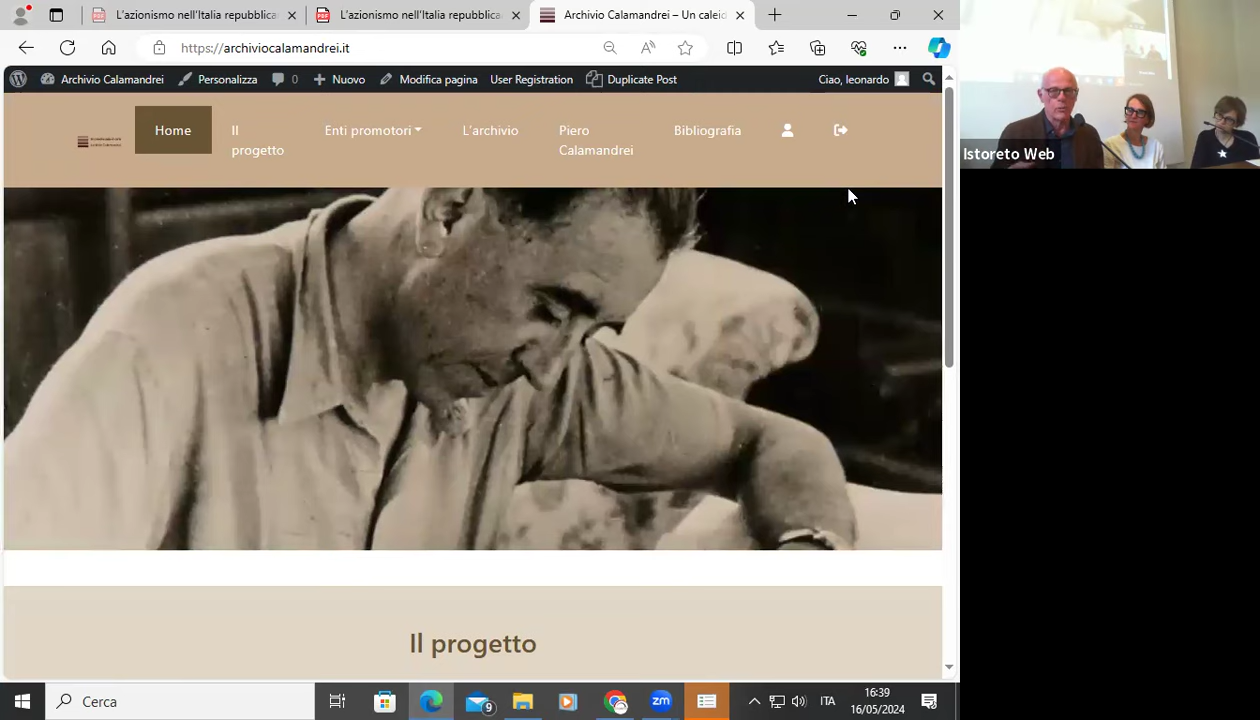 L'azionismo nell'Italia repubblica
L'azionismo nell'Italia repubblica
Archivio Calamandrei – Un caleid
https://archiviocalamandrei.it
Archivio Calamandrei
Personalizza
0
Nuovo
Modifica pagina
User Registration
Duplicate Post
Ciao, leonardo
Home
Il
progetto
Enti promotori
L'archivio
Piero
Calamandrei
Bibliografia
Istoreto Web
Il progetto
Cerca
9
zm
ITA
16:39
16/05/2024